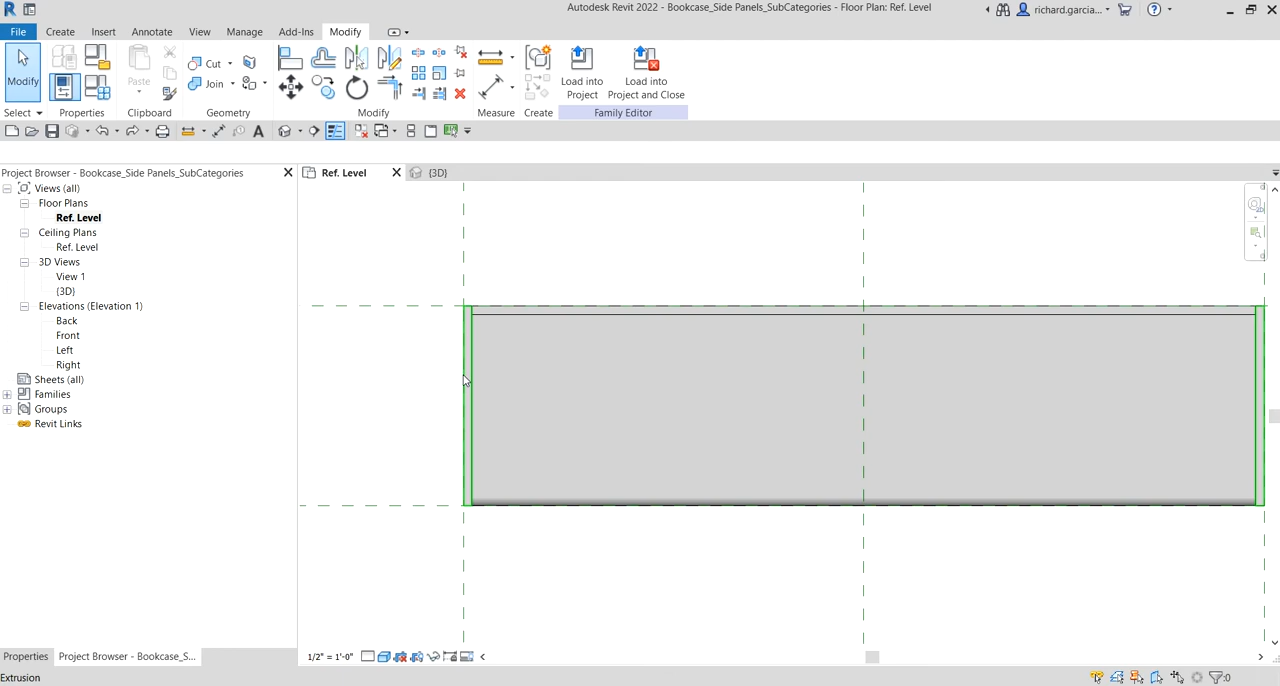 Autodesk Revit 2022 - Bookcase_Side Panels_SubCategories - Floor Plan: Ref. Level
richard.garcia...
File Create Insert Annotate View Manage Add-Ins Modify
Modify
Paste
Cut
Join
Load into Project
Load into Project and Close
Select Properties Clipboard Geometry Modify Measure Create Family Editor
Project Browser - Bookcase_Side Panels_SubCategories
Ref. Level
{3D}
Views (all)
Floor Plans
Ref. Level
Ceiling Plans
Ref. Level
3D Views
View 1
{3D}
Elevations (Elevation 1)
Back
Front
Left
Right
Sheets (all)
Families
Groups
Revit Links
Properties
Project Browser - Bookcase_S...
1/2" = 1'-0"
Extrusion
:0